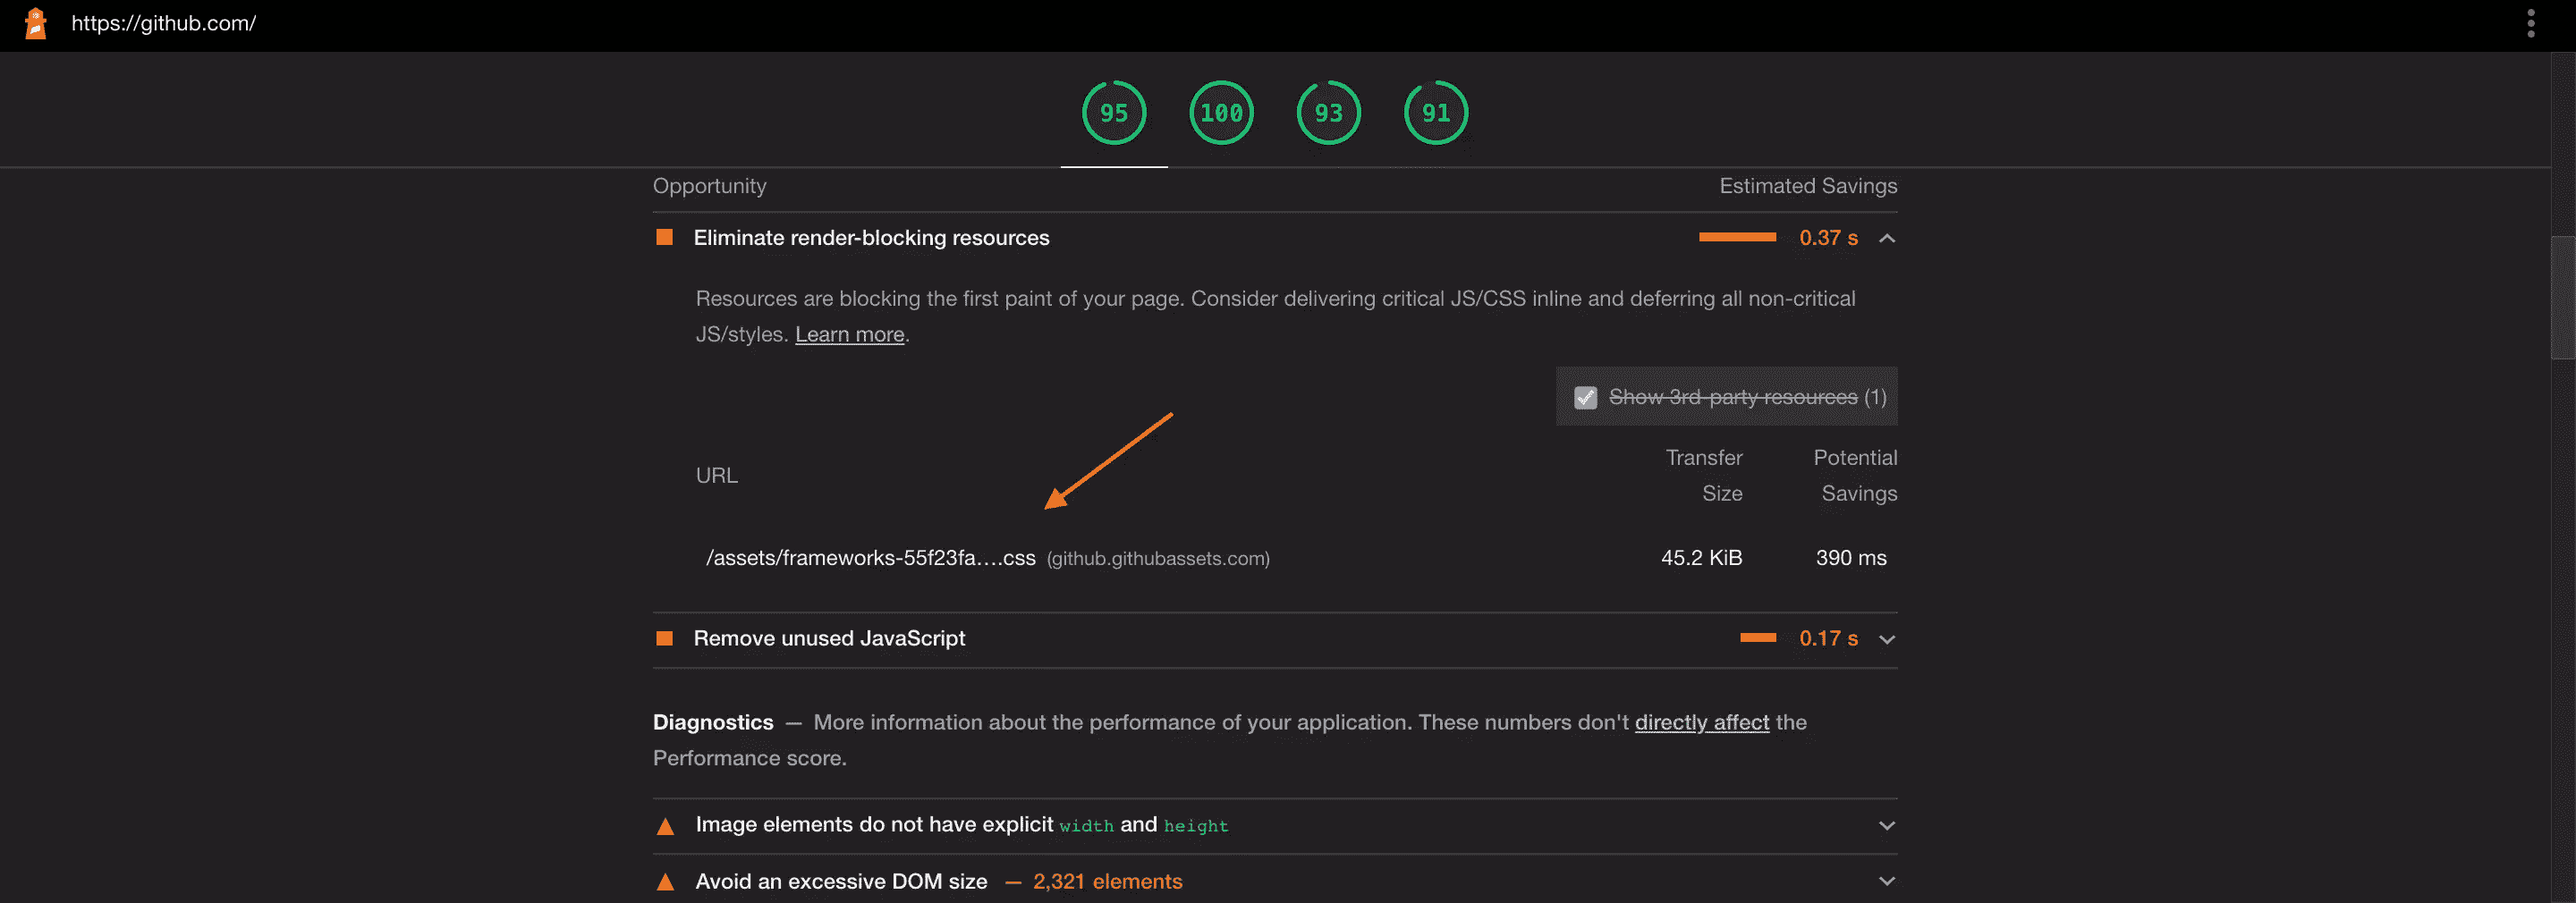 https://github.com/
95 100 93 91
Opportunity Estimated Savings
Eliminate render-blocking resources 0.37 s
Resources are blocking the first paint of your page. Consider delivering critical JS/CSS inline and deferring all non-critical
JS/styles. Learn more.
Show 3rd-party resources (1)
URL Transfer Size Potential Savings
/assets/frameworks-55f23fa….css (github.githubassets.com) 45.2 KiB 390 ms
Remove unused JavaScript 0.17 s
Diagnostics — More information about the performance of your application. These numbers don't directly affect the
Performance score.
Image elements do not have explicit width and height
Avoid an excessive DOM size — 2,321 elements